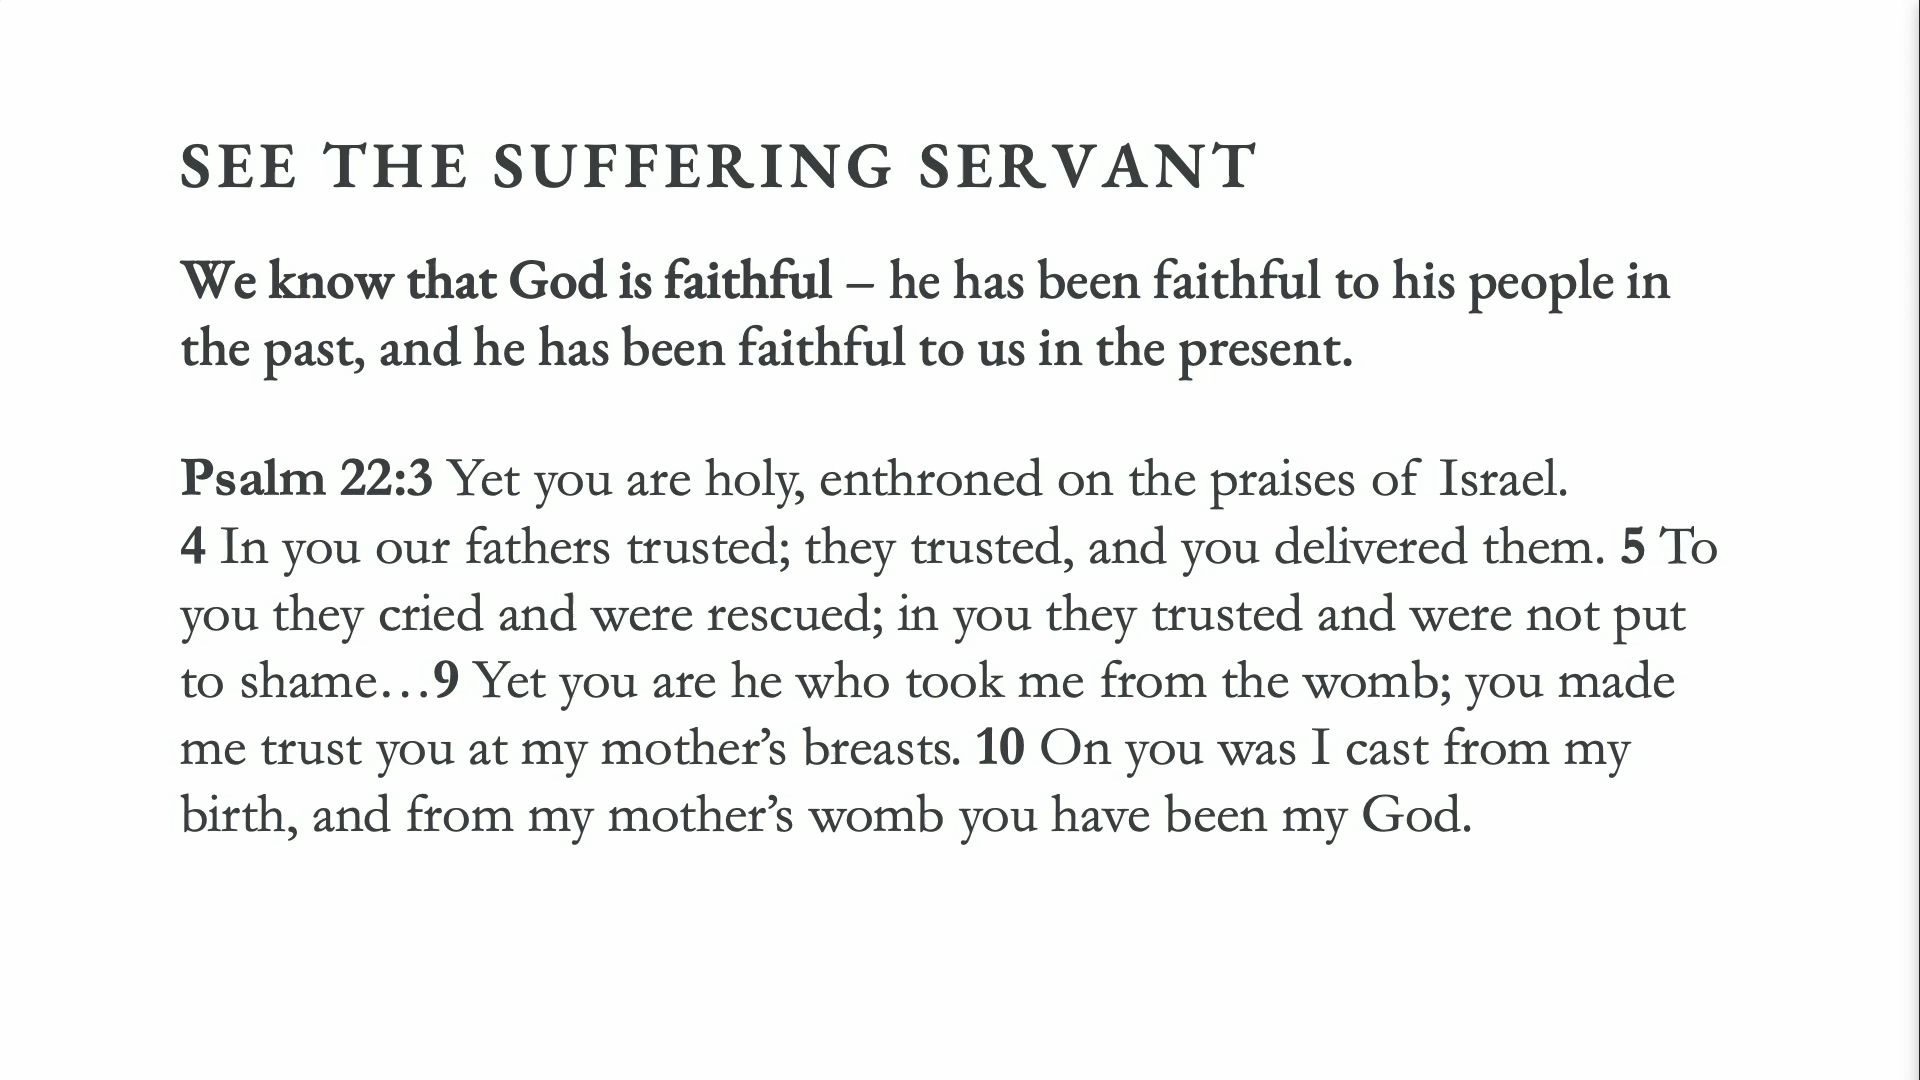 SEE THE SUFFERING SERVANT
We know that God is faithful – he has been faithful to his people in
the past, and he has been faithful to us in the present.
Psalm 22:3 Yet you are holy, enthroned on the praises of Israel.
4 In you our fathers trusted; they trusted, and you delivered them. 5 To
you they cried and were rescued; in you they trusted and were not put
to shame…9 Yet you are he who took me from the womb; you made
me trust you at my mother’s breasts. 10 On you was I cast from my
birth, and from my mother’s womb you have been my God.